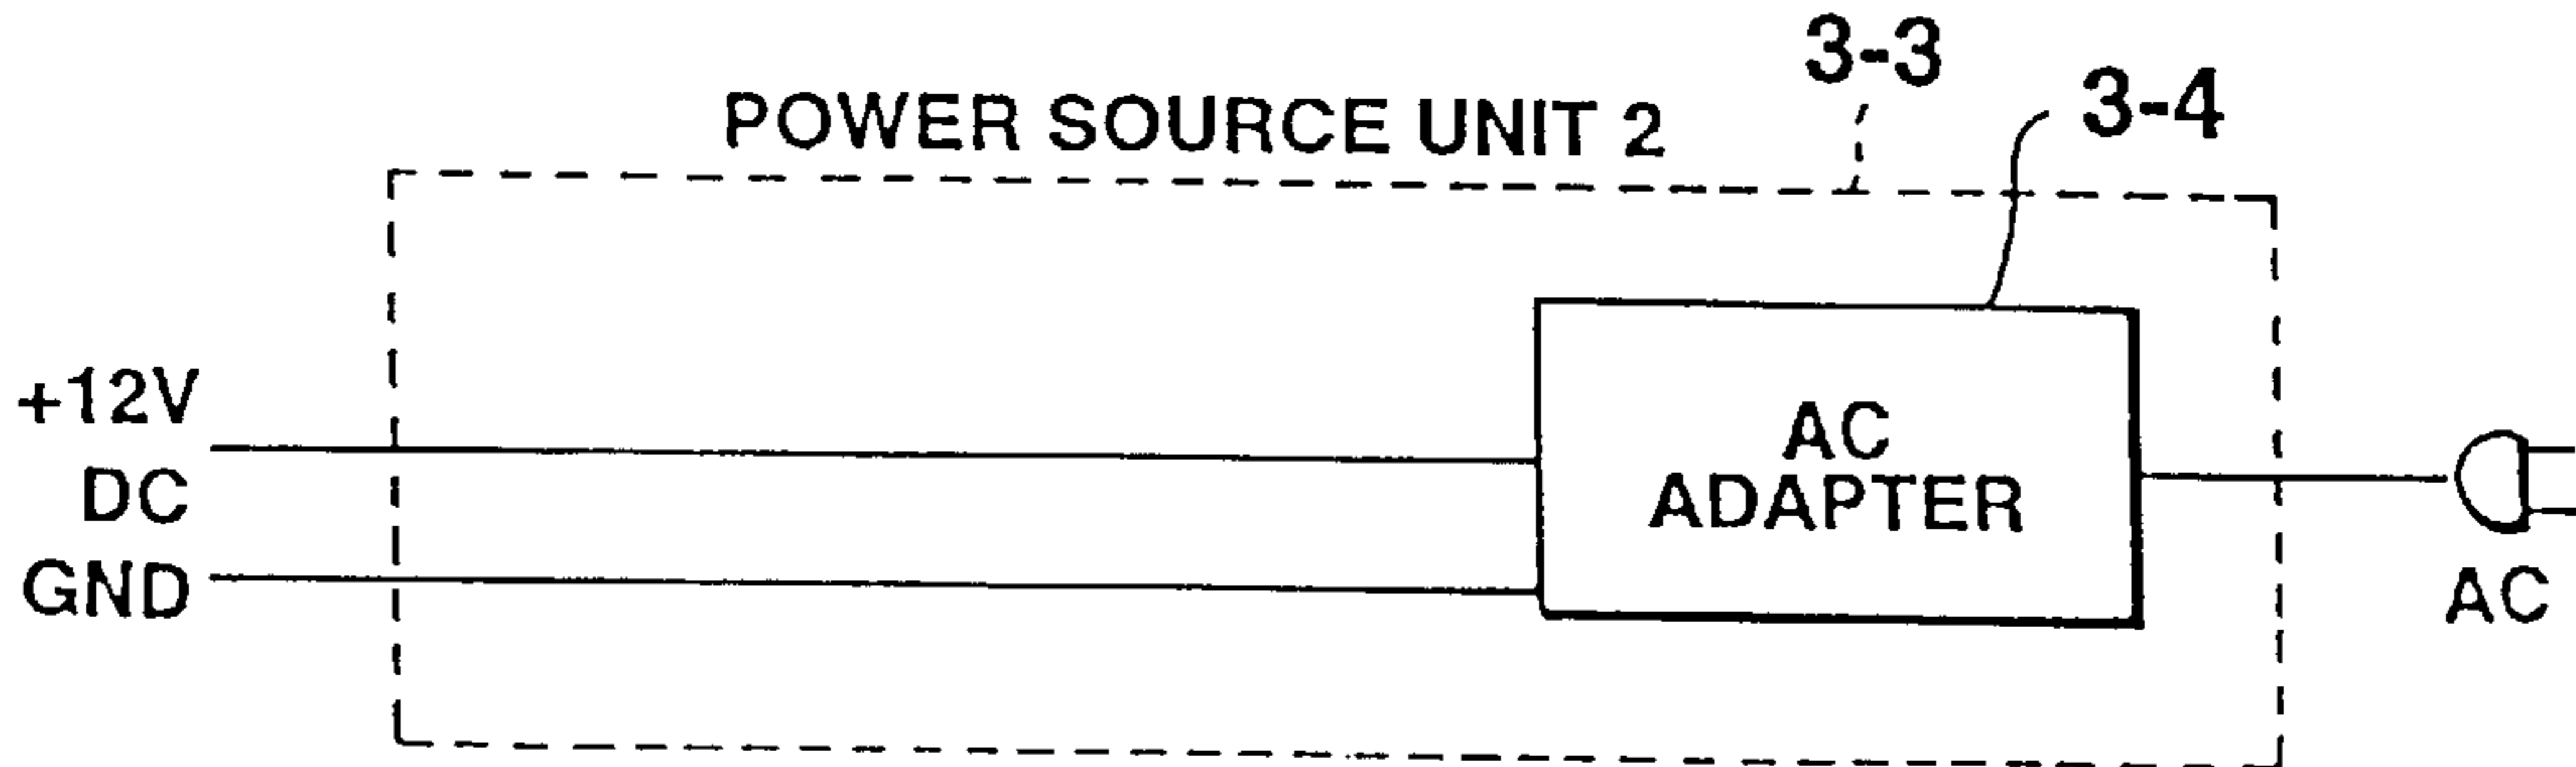 3-3
3-4
POWER SOURCE UNIT 2
+12V
DC
GND
AC
ADAPTER
AC